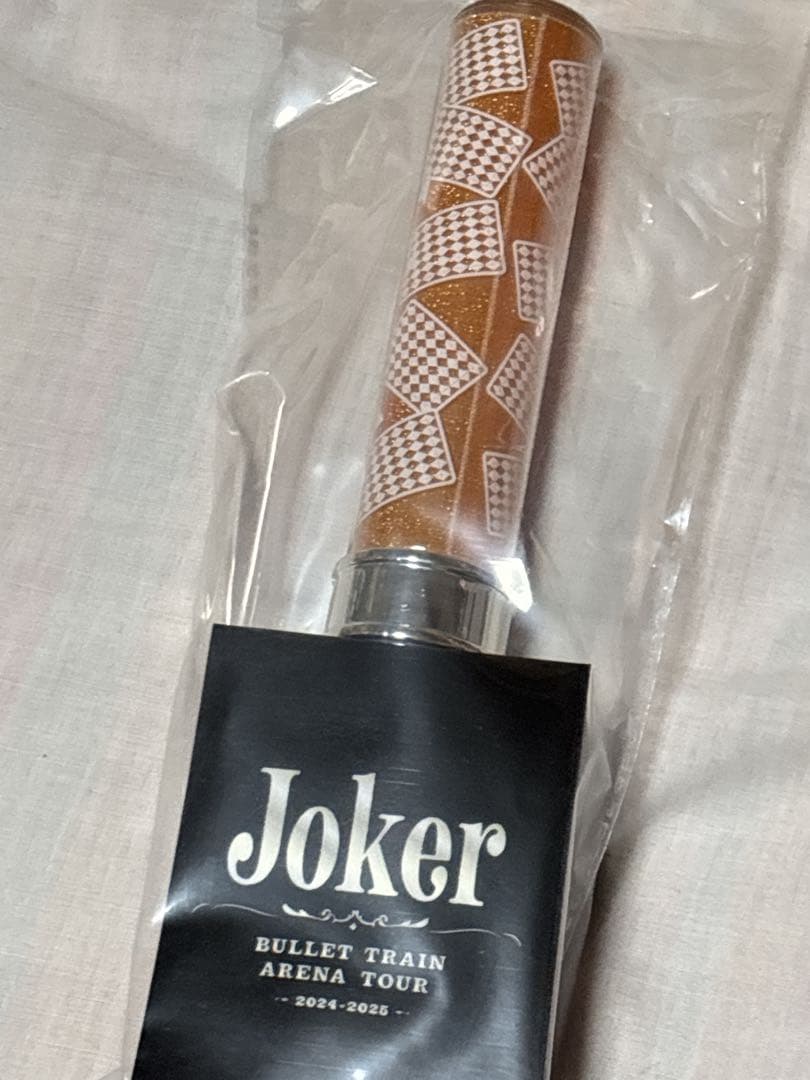 Joker
BULLET TRAIN
ARENA TOUR
-- 2024-2025 --